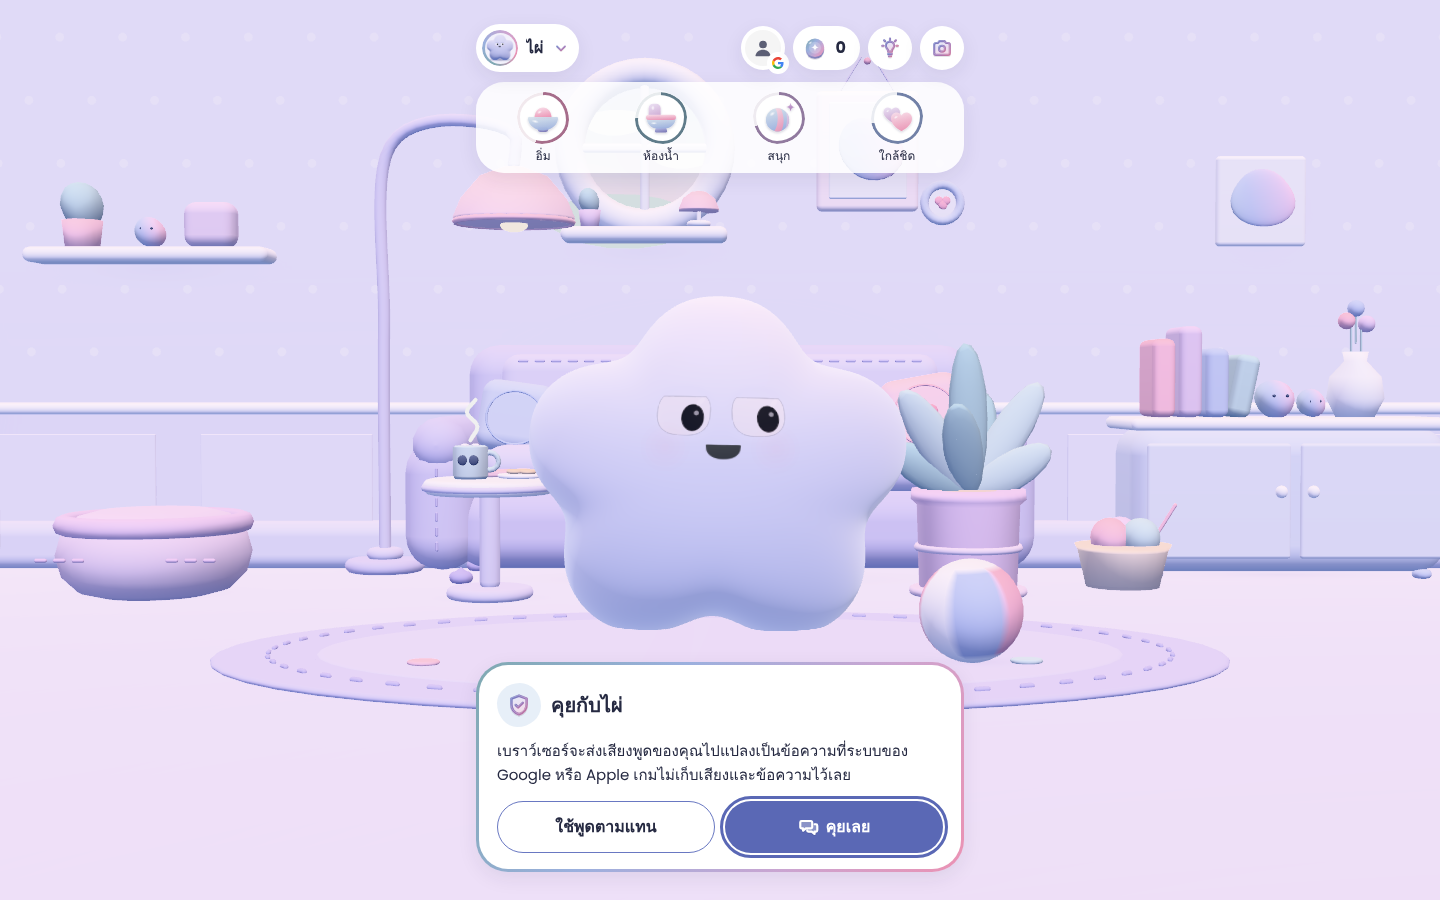 ไผ่
0
อิ่ม
ห้องน้ำ
สนุก
ใกล้ชิด
คุยกับไผ่
เบราว์เซอร์จะส่งเสียงพูดของคุณไปแปลงเป็นข้อความที่ระบบของ
Google หรือ Apple เกมไม่เก็บเสียงและข้อความไว้เลย
ใช้พูดตามแทน
คุยเลย